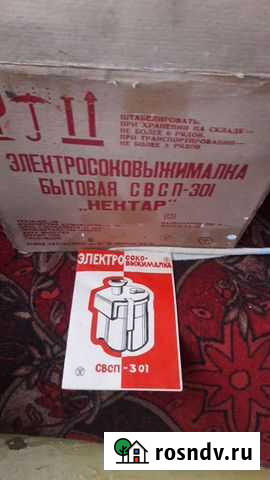 ШТАБЕЛИРОВАТЬ:
ПРИ ХРАНЕНИИ НА СКЛАДЕ —
НЕ БОЛЕЕ 6 РЯДОВ,
ПРИ ТРАНСПОРТИРОВАНИИ —
НЕ БОЛЕЕ 3 РЯДОВ
ЭЛЕКТРОСОКОВЫЖИМАЛКА
БЫТОВАЯ СВСП-301
„НЕКТАР"
ЭЛЕКТРО СОКО-
ВЫЖИМАЛКА
СВСП-301
rosndv.ru